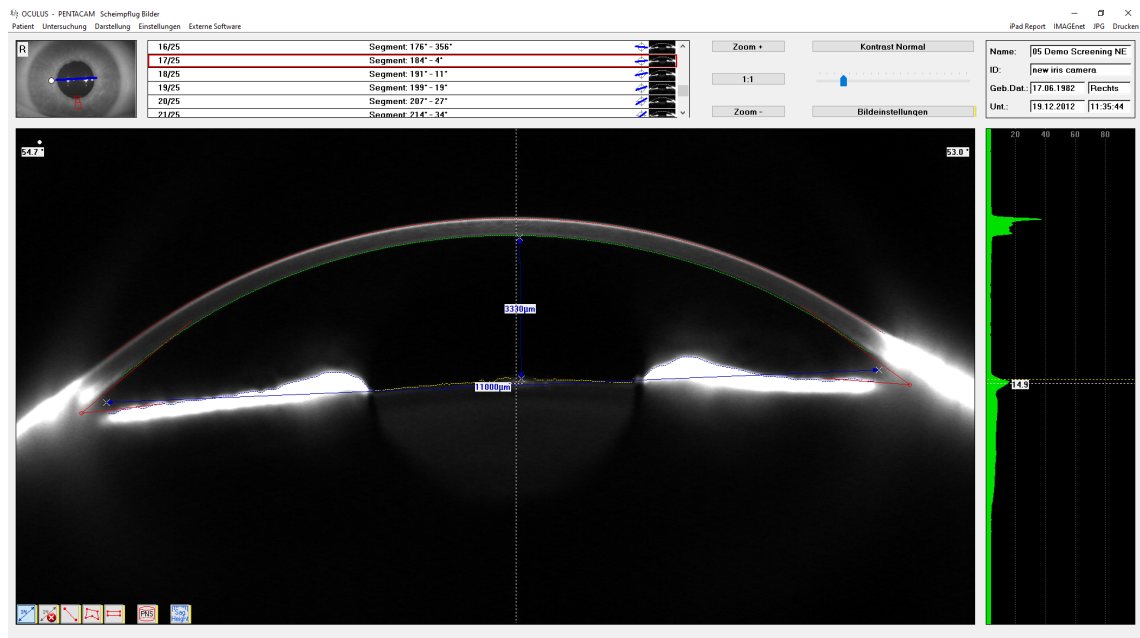 OCULUS - PENTACAM Scheimpflug Bilder
Patient Untersuchung Darstellung Einstellungen Externe Software
iPad Report IMAGEnet JPG Drucken
R
16/25 Segment: 176° - 356°
17/25 Segment: 184° - 4°
18/25 Segment: 191° - 11°
19/25 Segment: 199° - 19°
20/25 Segment: 207° - 27°
21/25 Segment: 214° - 34°
Zoom +
1:1
Zoom -
Kontrast Normal
Bildeinstellungen
Name: 05 Demo Screening NE
ID: new iris camera
Geb.Dat.: 17.06.1982 Rechts
Unt.: 19.12.2012 11:35:44
54.7 °
53.0 °
20 40 60 80
3330µm
11000µm
14.9
PNS
Seg. Height